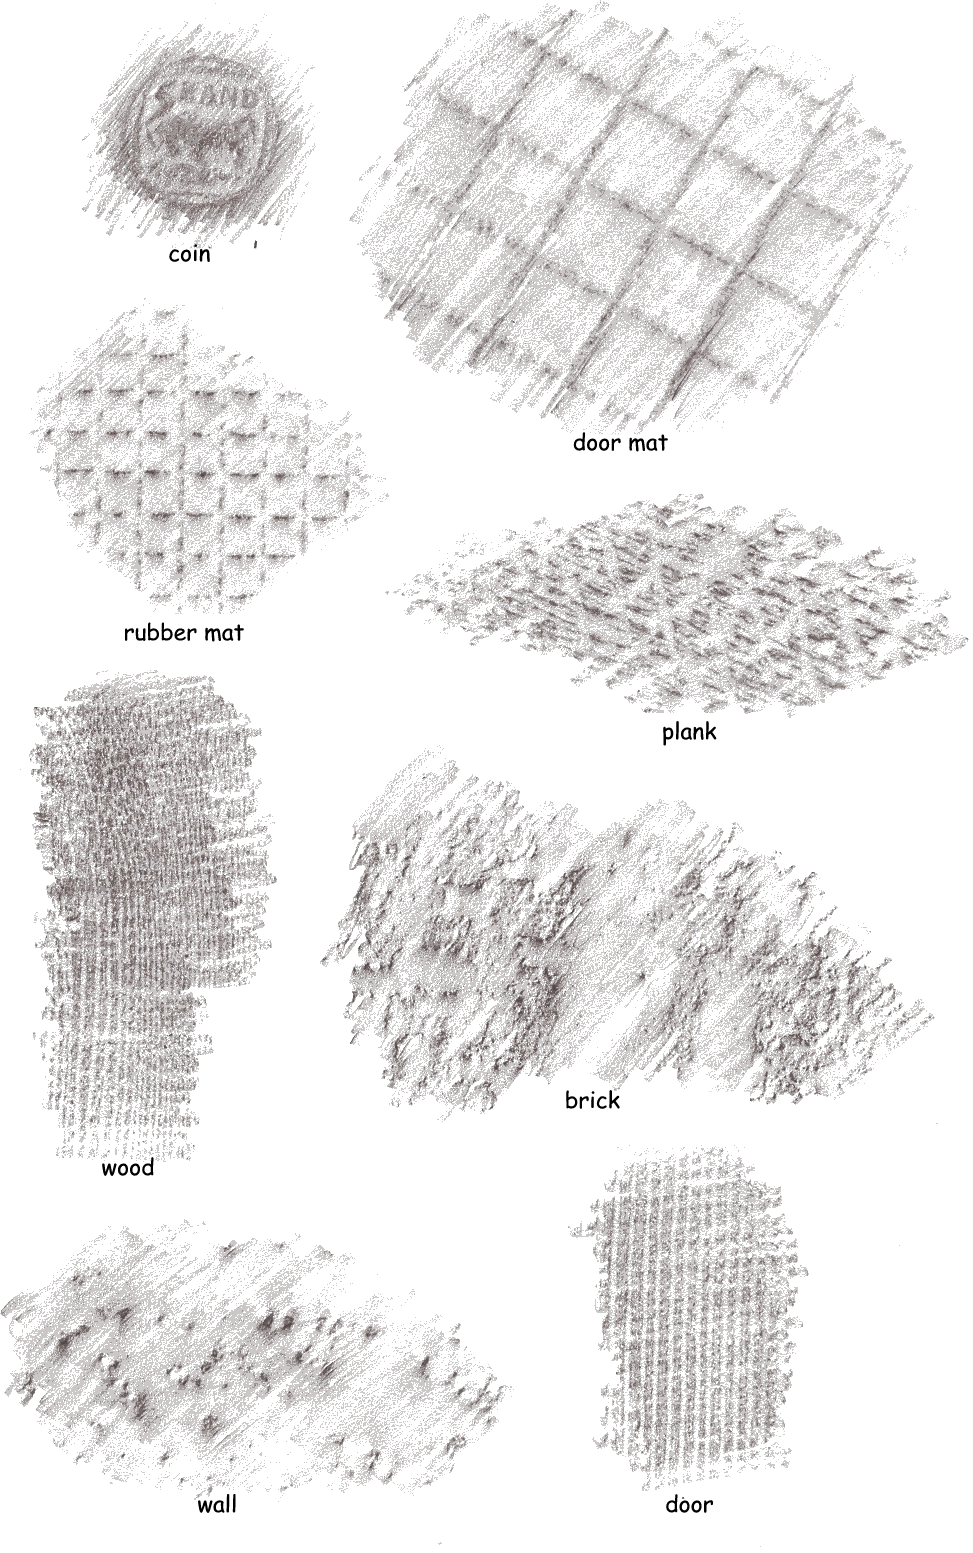 coin
door mat
rubber mat
plank
wood
brick
wall
door